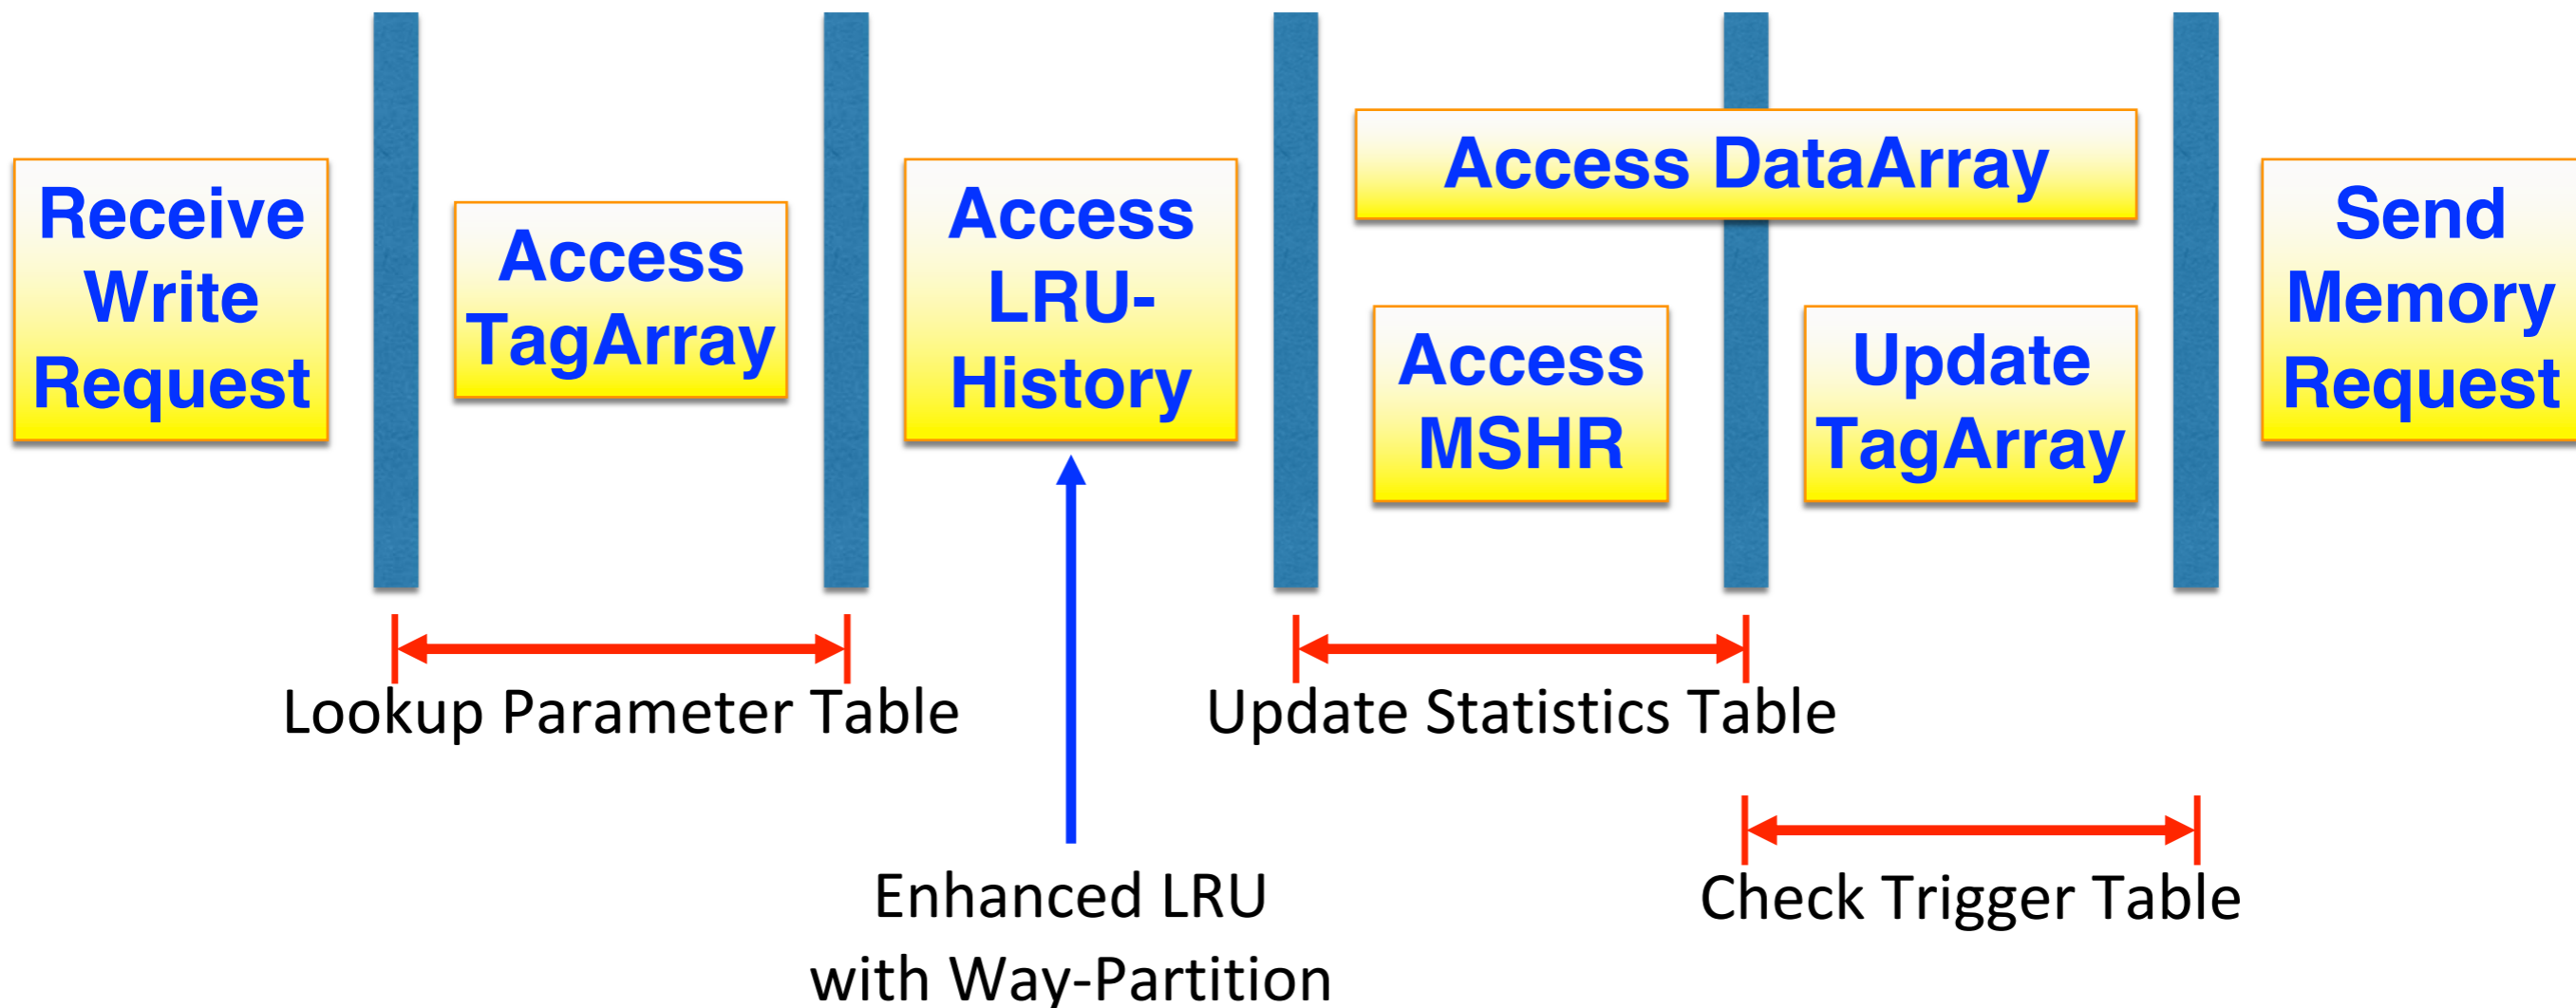 Receive
Write
Request
Access
TagArray
Access
LRU-
History
Access DataArray
Access
MSHR
Update
TagArray
Send
Memory
Request
Lookup Parameter Table
Update Statistics Table
Enhanced LRU
with Way-Partition
Check Trigger Table